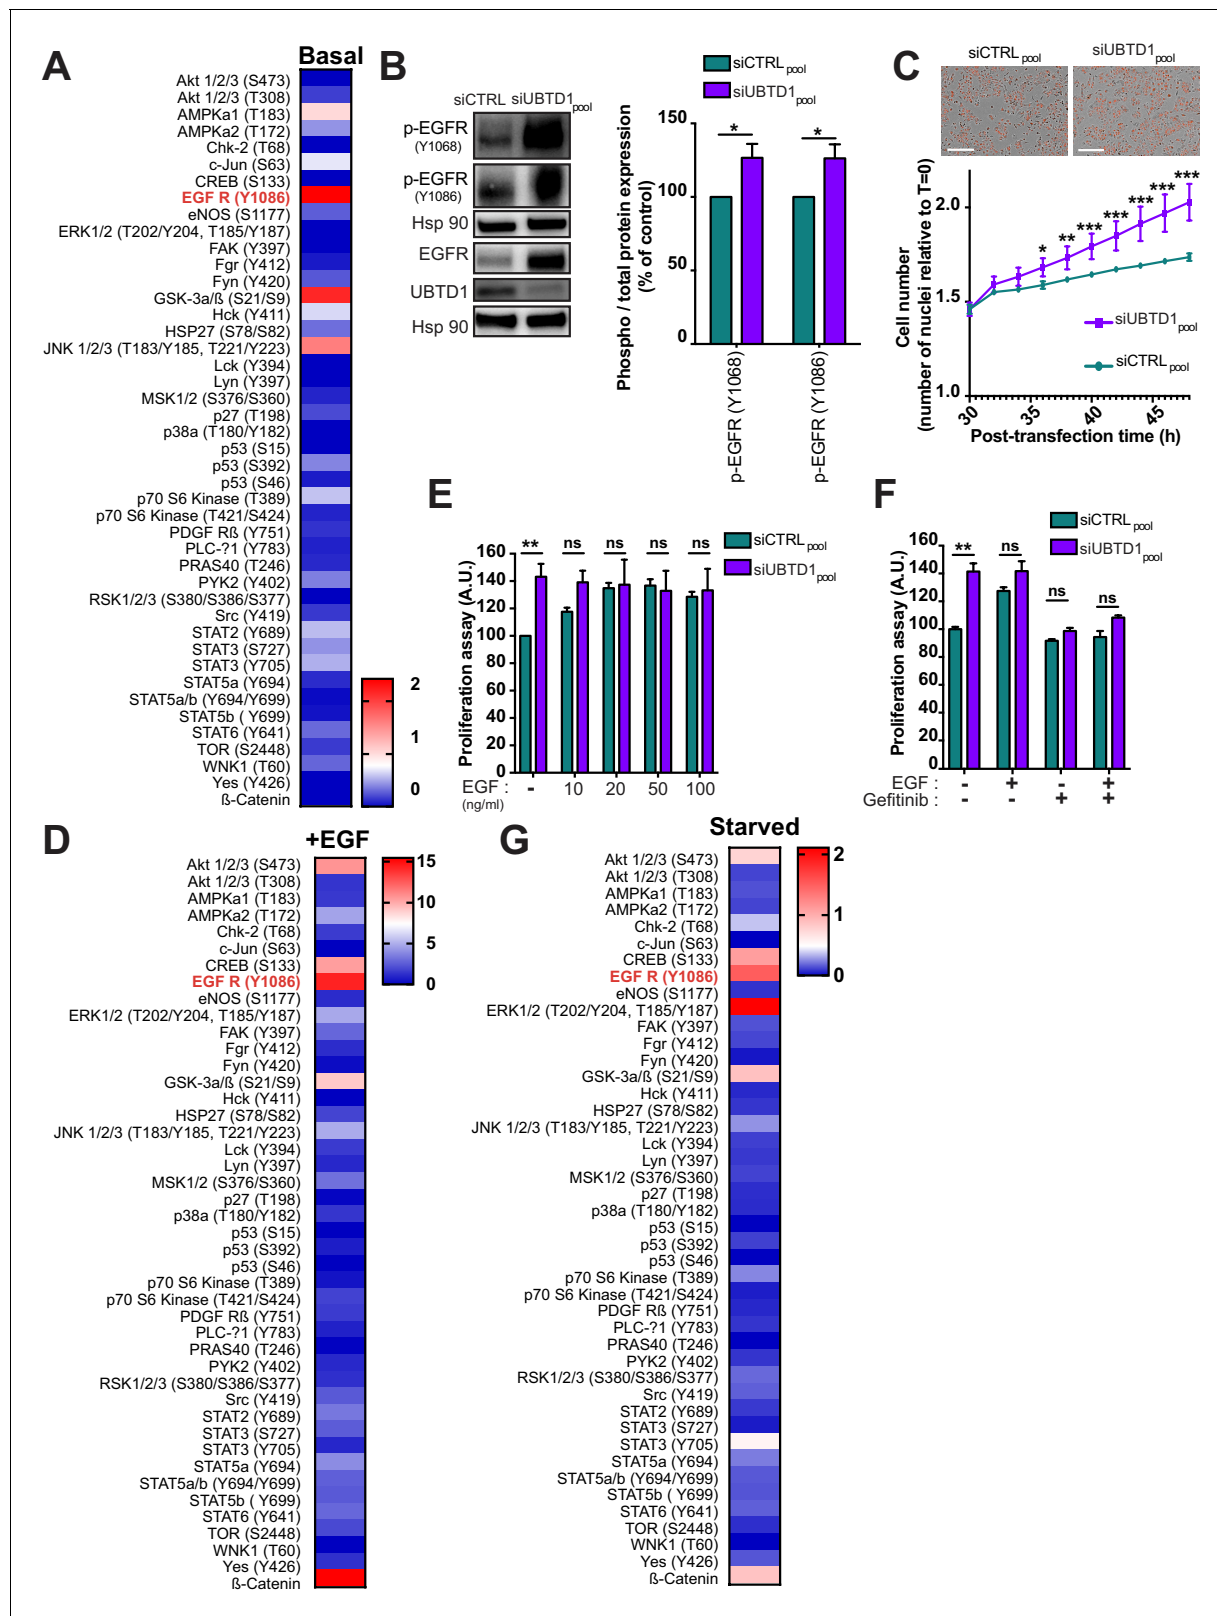 A
Basal
Akt 1/2/3 (S473)
Akt 1/2/3 (T308)
AMPKa1 (T183)
AMPKa2 (T172)
Chk-2 (T68)
c-Jun (S63)
CREB (S133)
EGF R (Y1086)
eNOS (S1177)
ERK1/2 (T202/Y204, T185/Y187)
FAK (Y397)
Fgr (Y412)
Fyn (Y420)
GSK-3a/ß (S21/S9)
Hck (Y411)
HSP27 (S78/S82)
JNK 1/2/3 (T183/Y185, T221/Y223)
Lck (Y394)
Lyn (Y397)
MSK1/2 (S376/S360)
p27 (T198)
p38a (T180/Y182)
p53 (S15)
p53 (S392)
p53 (S46)
p70 S6 Kinase (T389)
p70 S6 Kinase (T421/S424)
PDGF Rß (Y751)
PLC-?1 (Y783)
PRAS40 (T246)
PYK2 (Y402)
RSK1/2/3 (S380/S386/S377)
Src (Y419)
STAT2 (Y689)
STAT3 (S727)
STAT3 (Y705)
STAT5a (Y694)
STAT5a/b (Y694/Y699)
STAT5b ( Y699)
STAT6 (Y641)
TOR (S2448)
WNK1 (T60)
Yes (Y426)
ß-Catenin
2
1
0
B
siCTRL siUBTD1pool
p-EGFR
(Y1068)
p-EGFR
(Y1086)
Hsp 90
EGFR
UBTD1
Hsp 90
siCTRLpool
siUBTD1pool
Phospho / total protein expression
(% of control)
150
100
50
0
* *
p-EGFR (Y1068)
p-EGFR (Y1086)
C
siCTRLpool siUBTD1pool
Cell number
(number of nuclei relative to T=0)
2.0
1.5
1.0
* ** *** *** *** *** ***
siUBTD1pool
siCTRLpool
30 35 40 45
Post-transfection time (h)
E
siCTRLpool
siUBTD1pool
Proliferation assay (A.U.)
160
140
120
100
80
60
40
20
0
** ns ns ns ns
EGF : - 10 20 50 100
(ng/ml)
F
siCTRLpool
siUBTD1pool
Proliferation assay (A.U.)
160
140
120
100
80
60
40
20
0
** ns ns ns
EGF : - + - +
Gefitinib : - - + +
D
+EGF
Akt 1/2/3 (S473)
Akt 1/2/3 (T308)
AMPKa1 (T183)
AMPKa2 (T172)
Chk-2 (T68)
c-Jun (S63)
CREB (S133)
EGF R (Y1086)
eNOS (S1177)
ERK1/2 (T202/Y204, T185/Y187)
FAK (Y397)
Fgr (Y412)
Fyn (Y420)
GSK-3a/ß (S21/S9)
Hck (Y411)
HSP27 (S78/S82)
JNK 1/2/3 (T183/Y185, T221/Y223)
Lck (Y394)
Lyn (Y397)
MSK1/2 (S376/S360)
p27 (T198)
p38a (T180/Y182)
p53 (S15)
p53 (S392)
p53 (S46)
p70 S6 Kinase (T389)
p70 S6 Kinase (T421/S424)
PDGF Rß (Y751)
PLC-?1 (Y783)
PRAS40 (T246)
PYK2 (Y402)
RSK1/2/3 (S380/S386/S377)
Src (Y419)
STAT2 (Y689)
STAT3 (S727)
STAT3 (Y705)
STAT5a (Y694)
STAT5a/b (Y694/Y699)
STAT5b ( Y699)
STAT6 (Y641)
TOR (S2448)
WNK1 (T60)
Yes (Y426)
ß-Catenin
15
10
5
0
G
Starved
Akt 1/2/3 (S473)
Akt 1/2/3 (T308)
AMPKa1 (T183)
AMPKa2 (T172)
Chk-2 (T68)
c-Jun (S63)
CREB (S133)
EGF R (Y1086)
eNOS (S1177)
ERK1/2 (T202/Y204, T185/Y187)
FAK (Y397)
Fgr (Y412)
Fyn (Y420)
GSK-3a/ß (S21/S9)
Hck (Y411)
HSP27 (S78/S82)
JNK 1/2/3 (T183/Y185, T221/Y223)
Lck (Y394)
Lyn (Y397)
MSK1/2 (S376/S360)
p27 (T198)
p38a (T180/Y182)
p53 (S15)
p53 (S392)
p53 (S46)
p70 S6 Kinase (T389)
p70 S6 Kinase (T421/S424)
PDGF Rß (Y751)
PLC-?1 (Y783)
PRAS40 (T246)
PYK2 (Y402)
RSK1/2/3 (S380/S386/S377)
Src (Y419)
STAT2 (Y689)
STAT3 (S727)
STAT3 (Y705)
STAT5a (Y694)
STAT5a/b (Y694/Y699)
STAT5b ( Y699)
STAT6 (Y641)
TOR (S2448)
WNK1 (T60)
Yes (Y426)
ß-Catenin
2
1
0